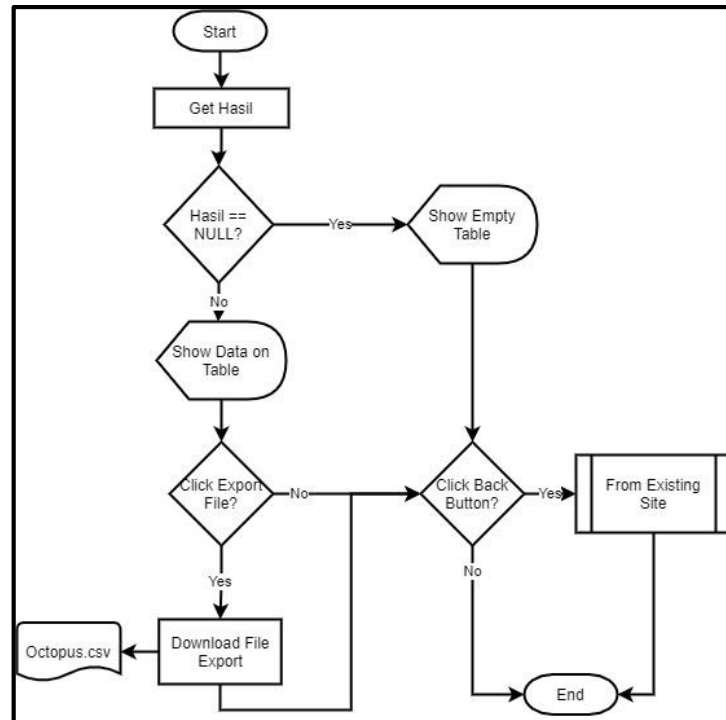 Start
Get Hasil
Hasil ==
NULL?
Yes
Show Empty
Table
No
Show Data on
Table
Click Export
File?
No
Click Back
Button?
Yes
From Existing
Site
Yes
No
Octopus.csv
Download File
Export
End